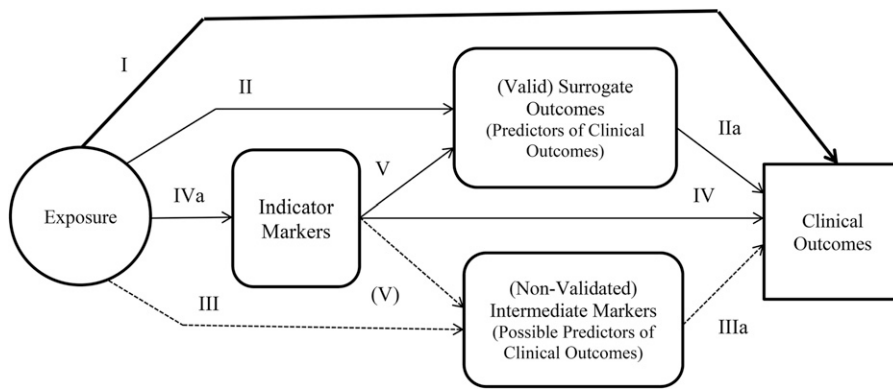 I
II
(Valid) Surrogate
Outcomes
(Predictors of Clinical
Outcomes)
IIa
V
IVa
IV
Exposure
Indicator
Markers
Clinical
Outcomes
III
(V)
(Non-Validated)
Intermediate Markers
(Possible Predictors of
Clinical Outcomes)
IIIa